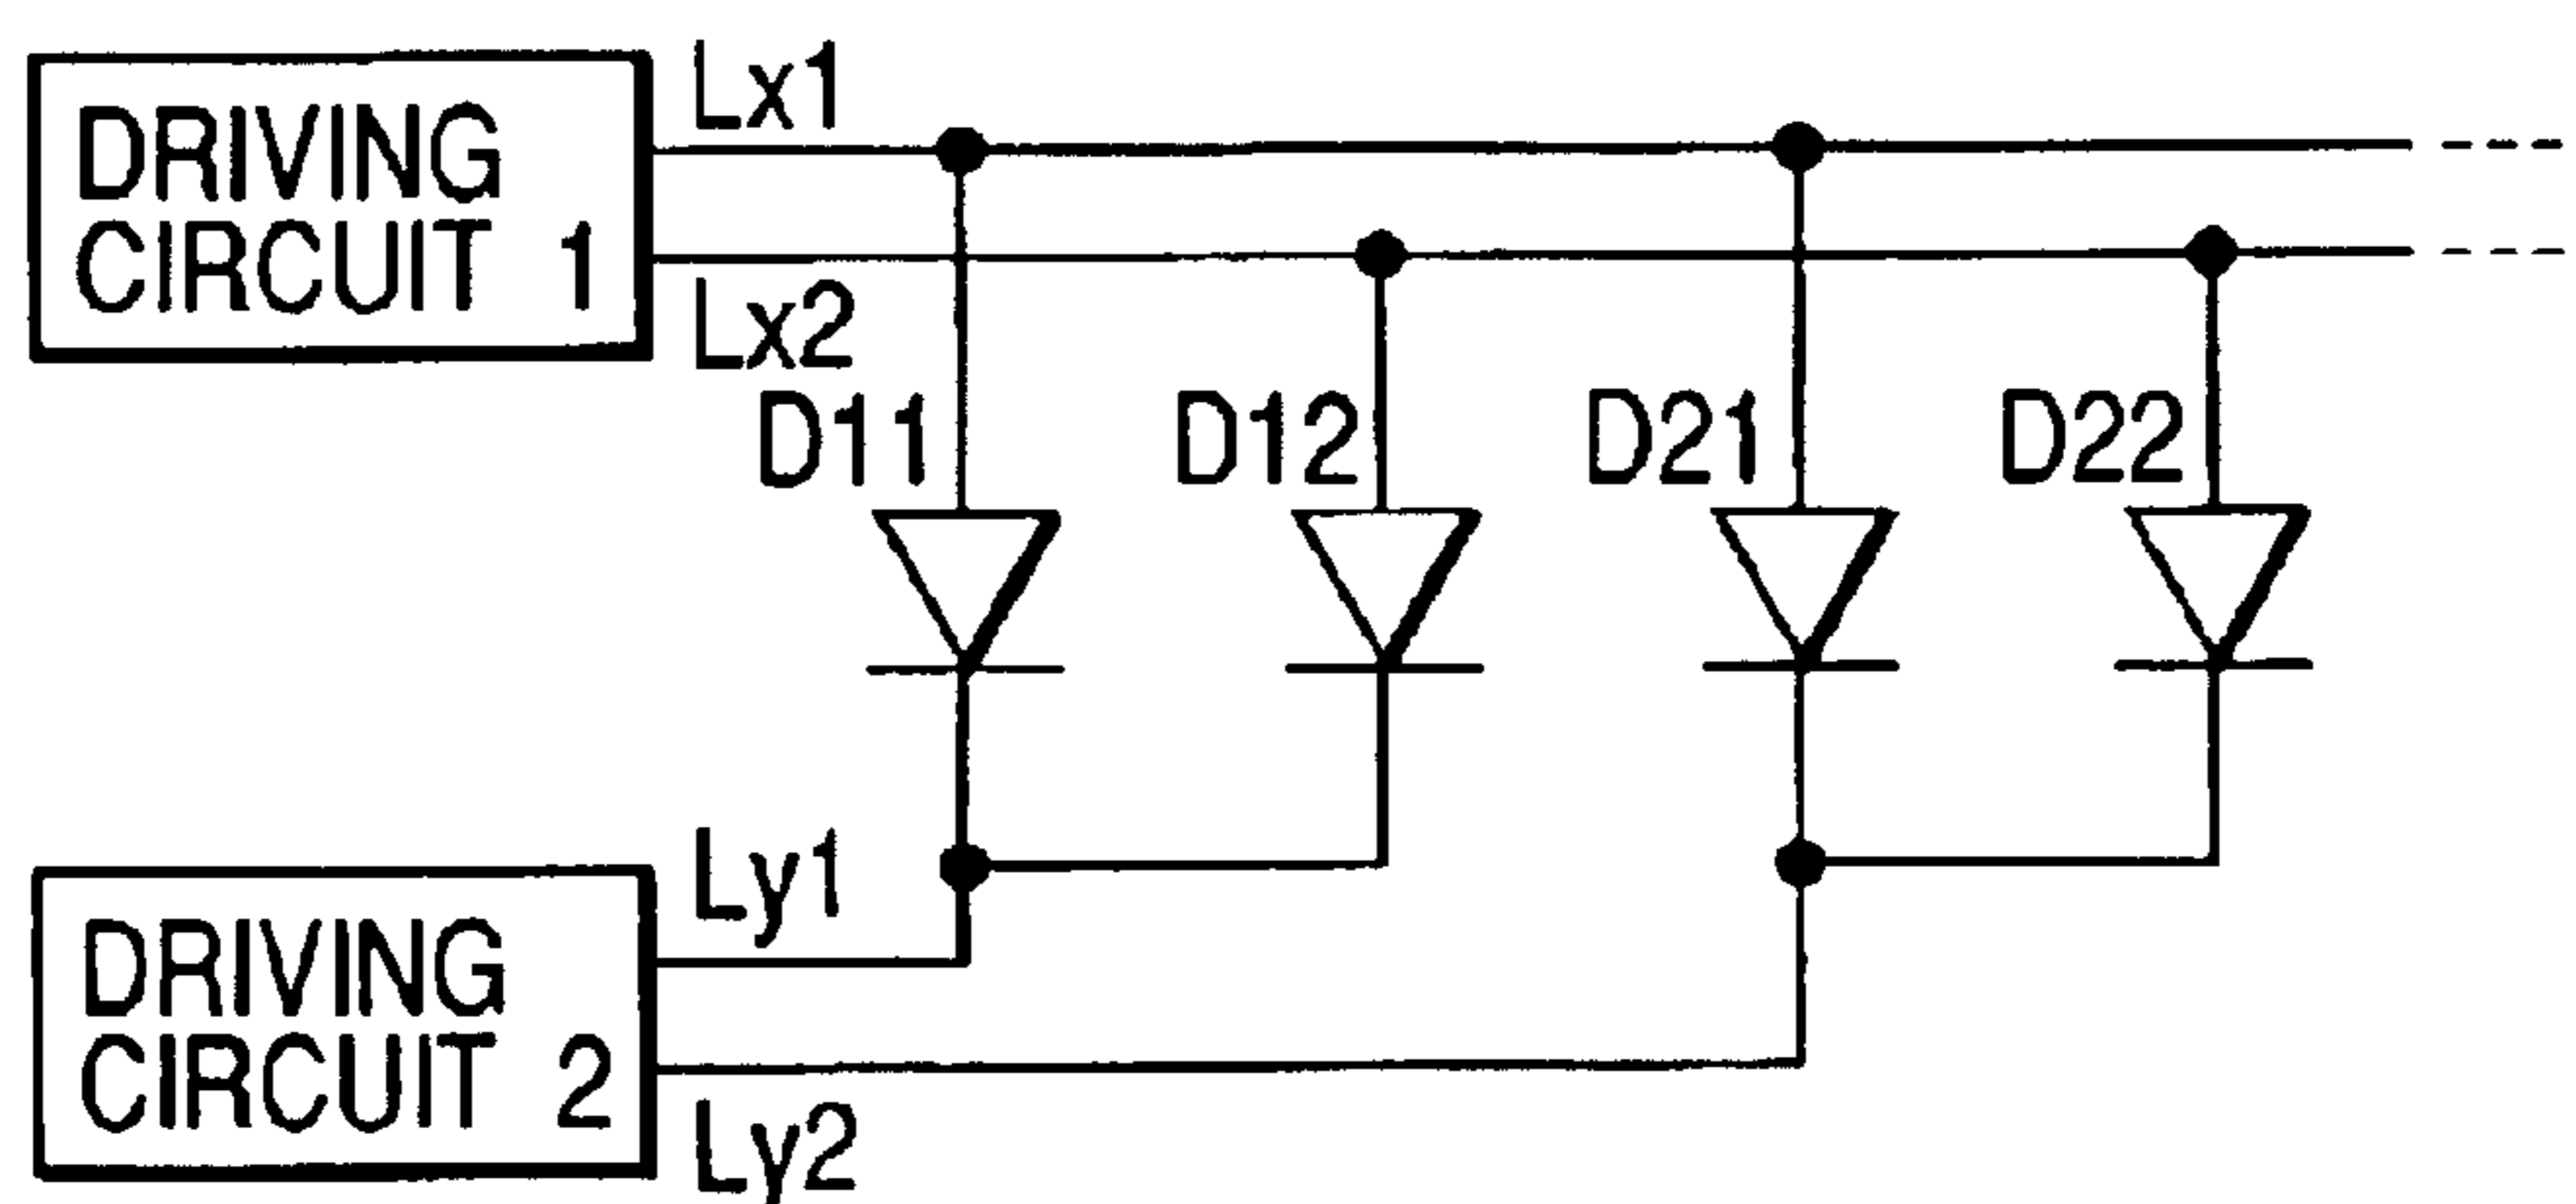 DRIVING
CIRCUIT 1
Lx1
Lx2
D11
D12
D21
D22
DRIVING
CIRCUIT 2
Ly1
Ly2